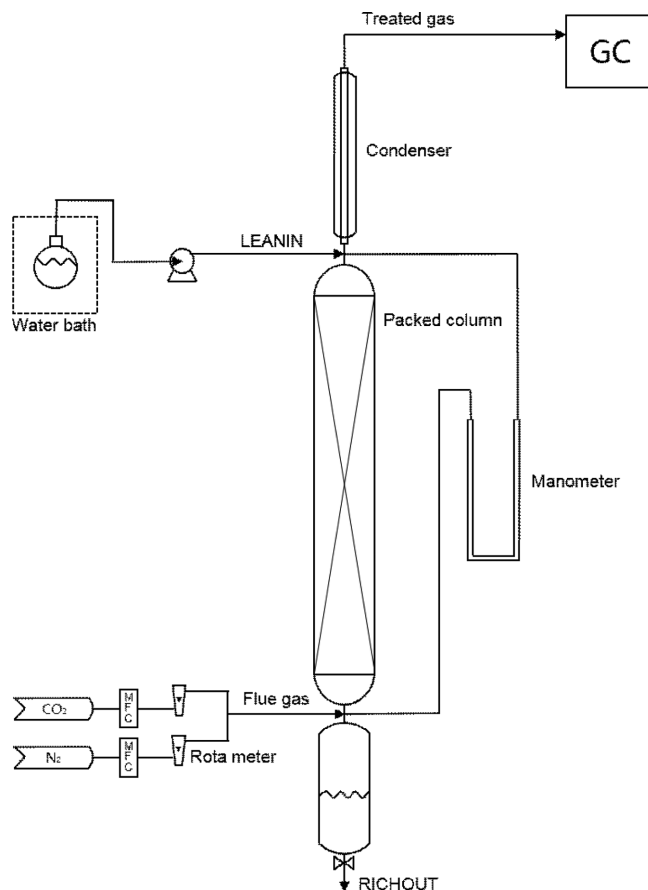 Treated gas
GC
Condenser
LEANIN
Water bath
Packed column
Manometer
CO₂
MFC
Flue gas
N₂
MFC
Rota meter
RICHOUT